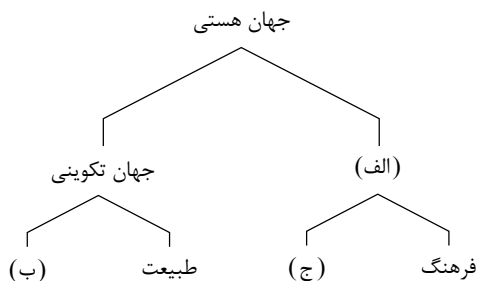 جهان هستی
(الف)
جهان تکوینی
فرهنگ
(ج)
طبیعت
(ب)